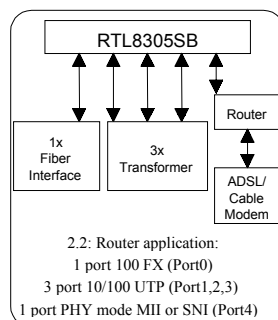 RTL8305SB
1x
Fiber
Interface
3x
Transformer
Router
ADSL/
Cable
Modem
2.2: Router application:
1 port 100 FX (Port0)
3 port 10/100 UTP (Port1,2,3)
1 port PHY mode MII or SNI (Port4)